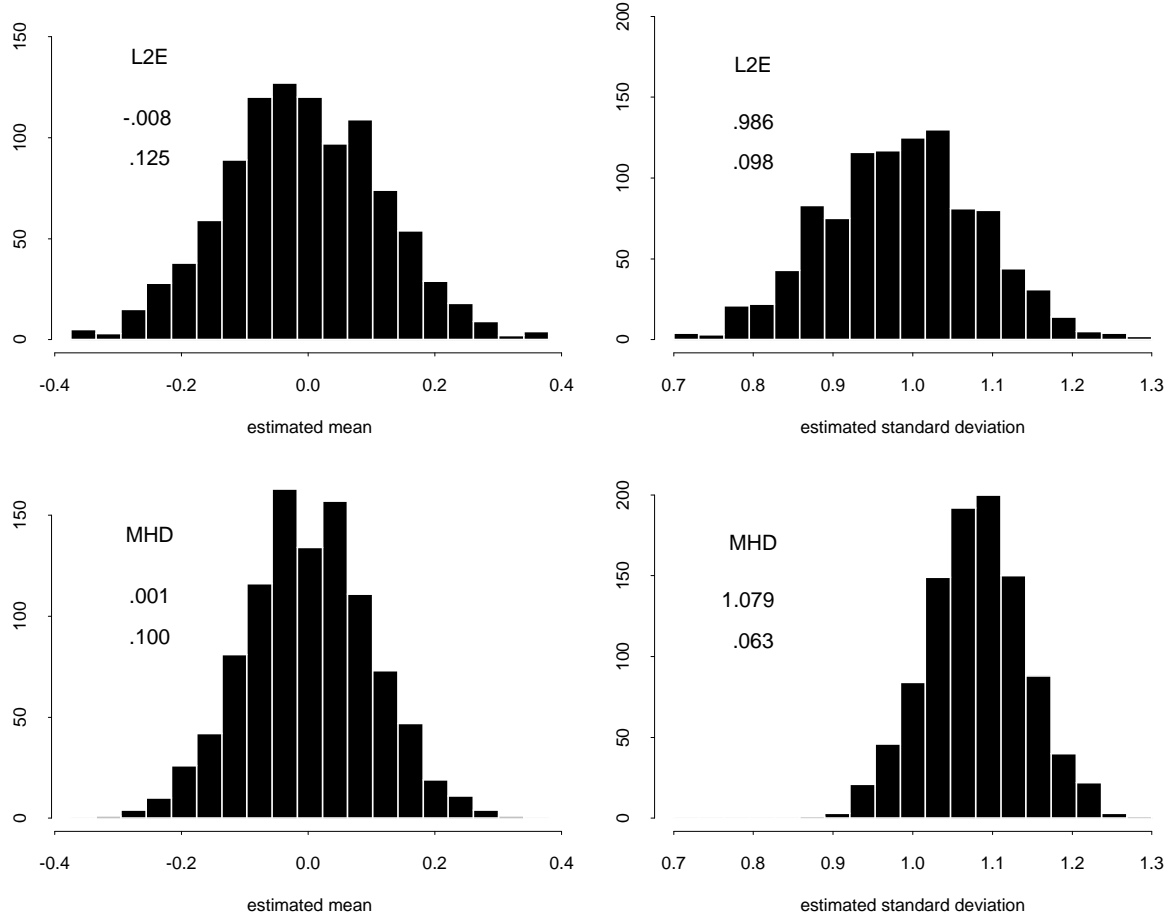 150
100
50
0
L2E
-.008
.125
-0.4 -0.2 0.0 0.2 0.4
estimated mean
200
150
100
50
0
L2E
.986
.098
0.7 0.8 0.9 1.0 1.1 1.2 1.3
estimated standard deviation
150
100
50
0
MHD
.001
.100
-0.4 -0.2 0.0 0.2 0.4
estimated mean
200
150
100
50
0
MHD
1.079
.063
0.7 0.8 0.9 1.0 1.1 1.2 1.3
estimated standard deviation